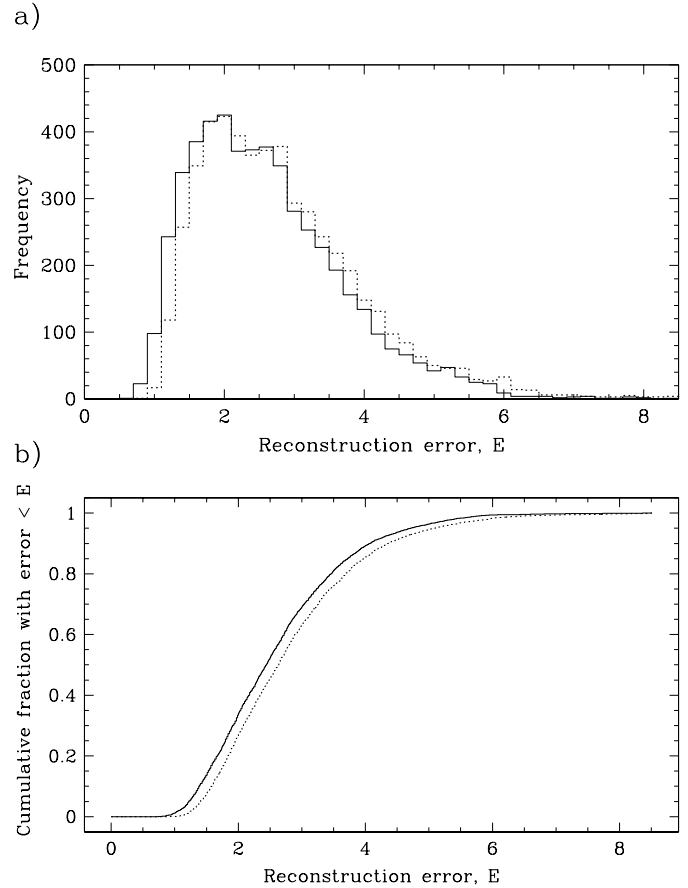 a)
500
400
300
200
100
0
Frequency
0 2 4 6 8
Reconstruction error, E
b)
1
0.8
0.6
0.4
0.2
0
Cumulative fraction with error < E
0 2 4 6 8
Reconstruction error, E